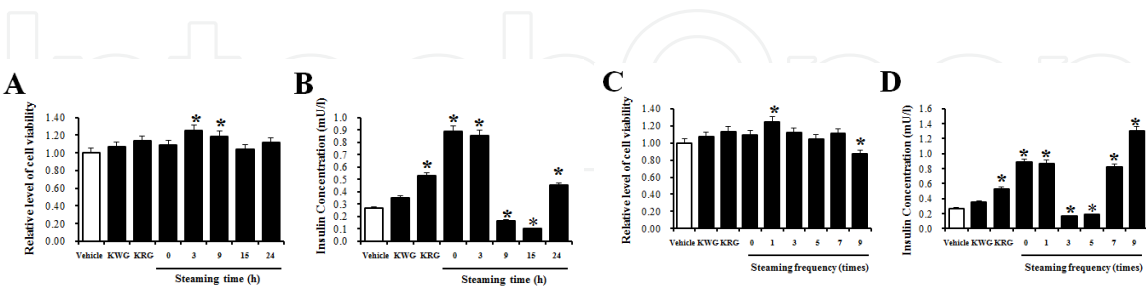 A
Relative level of cell viability
1.40
1.20
1.00
0.80
0.60
0.40
0.20
0.00
* *
Vehicle KWG KRG 0 3 9 15 24
Steaming time (h)
B
Insulin Concentration (mU/l)
1.0
0.9
0.8
0.7
0.6
0.5
0.4
0.3
0.2
0.1
0
* * * * * *
Vehicle KWG KRG 0 3 9 15 24
Steaming time (h)
C
Relative level of cell viability
1.40
1.20
1.00
0.80
0.60
0.40
0.20
0.00
* *
Vehicle KWG KRG 0 1 3 5 7 9
Steaming frequency (times)
D
Insulin Concentration (mU/l)
1.6
1.4
1.2
1.0
0.8
0.6
0.4
0.2
0
* * * * * * *
Vehicle KWG KRG 0 1 3 5 7 9
Steaming frequency (times)